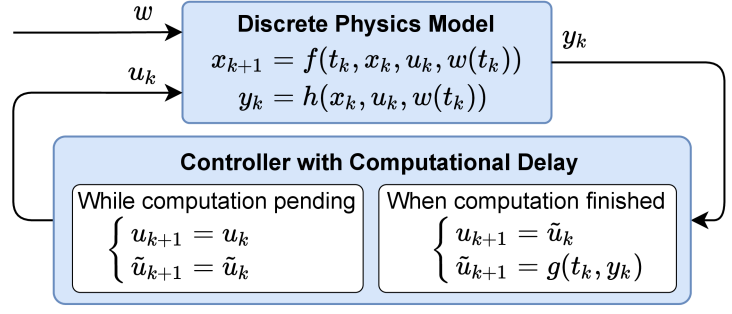 w
Discrete Physics Model
x_{k+1} = f(t_k, x_k, u_k, w(t_k))
y_k
u_k
y_k = h(x_k, u_k, w(t_k))
Controller with Computational Delay
While computation pending
u_{k+1} = u_k
ũ_{k+1} = ũ_k
When computation finished
u_{k+1} = ũ_k
ũ_{k+1} = g(t_k, y_k)